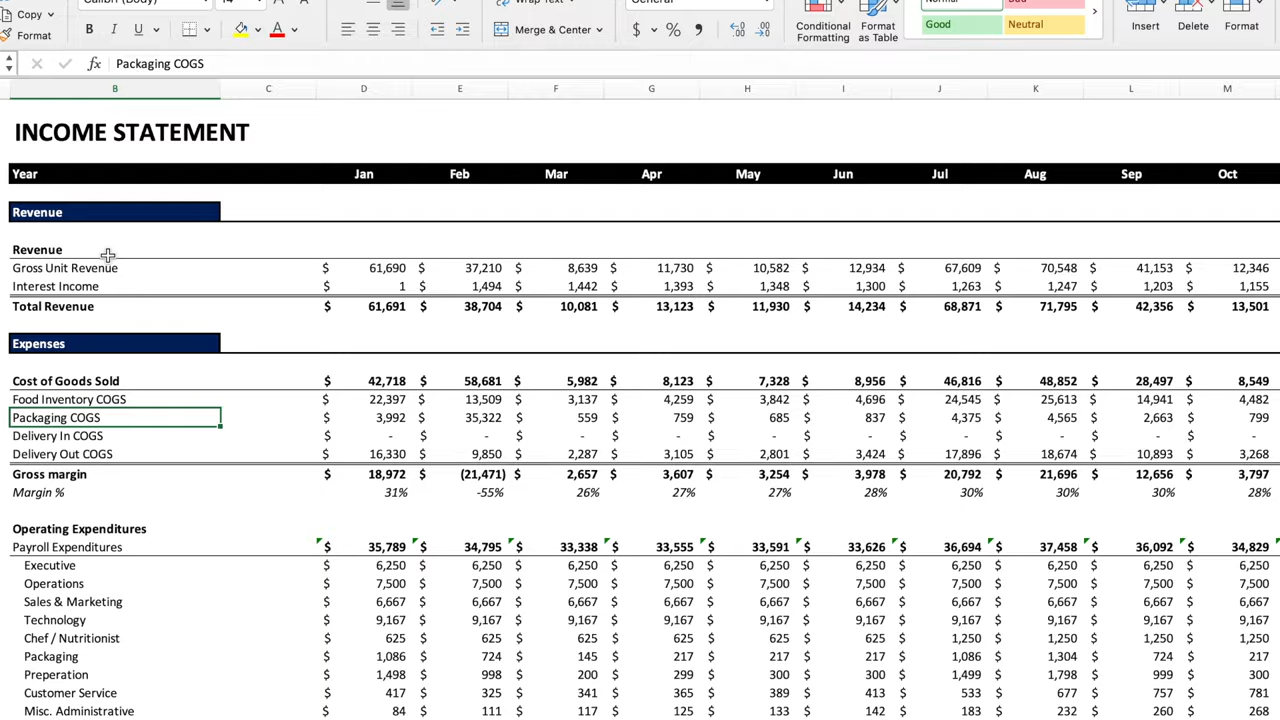 Calibri (Body) 14 Wrap Text General Normal Bad
Copy
Format B I U A Merge & Center $ % Conditional Formatting Format as Table Good Neutral Insert Delete Format
fx Packaging COGS
B C D E F G H I J K L M
INCOME STATEMENT
Year Jan Feb Mar Apr May Jun Jul Aug Sep Oct
Revenue
Revenue
Gross Unit Revenue $ 61,690 $ 37,210 $ 8,639 $ 11,730 $ 10,582 $ 12,934 $ 67,609 $ 70,548 $ 41,153 $ 12,346
Interest Income $ 1 $ 1,494 $ 1,442 $ 1,393 $ 1,348 $ 1,300 $ 1,263 $ 1,247 $ 1,203 $ 1,155
Total Revenue $ 61,691 $ 38,704 $ 10,081 $ 13,123 $ 11,930 $ 14,234 $ 68,871 $ 71,795 $ 42,356 $ 13,501
Expenses
Cost of Goods Sold $ 42,718 $ 58,681 $ 5,982 $ 8,123 $ 7,328 $ 8,956 $ 46,816 $ 48,852 $ 28,497 $ 8,549
Food Inventory COGS $ 22,397 $ 13,509 $ 3,137 $ 4,259 $ 3,842 $ 4,696 $ 24,545 $ 25,613 $ 14,941 $ 4,482
Packaging COGS $ 3,992 $ 35,322 $ 559 $ 759 $ 685 $ 837 $ 4,375 $ 4,565 $ 2,663 $ 799
Delivery In COGS $ - $ - $ - $ - $ - $ - $ - $ - $ - $ -
Delivery Out COGS $ 16,330 $ 9,850 $ 2,287 $ 3,105 $ 2,801 $ 3,424 $ 17,896 $ 18,674 $ 10,893 $ 3,268
Gross margin $ 18,972 $ (21,471) $ 2,657 $ 3,607 $ 3,254 $ 3,978 $ 20,792 $ 21,696 $ 12,656 $ 3,797
Margin % 31% -55% 26% 27% 27% 28% 30% 30% 30% 28%
Operating Expenditures
Payroll Expenditures $ 35,789 $ 34,795 $ 33,338 $ 33,555 $ 33,591 $ 33,626 $ 36,694 $ 37,458 $ 36,092 $ 34,829
Executive $ 6,250 $ 6,250 $ 6,250 $ 6,250 $ 6,250 $ 6,250 $ 6,250 $ 6,250 $ 6,250 $ 6,250
Operations $ 7,500 $ 7,500 $ 7,500 $ 7,500 $ 7,500 $ 7,500 $ 7,500 $ 7,500 $ 7,500 $ 7,500
Sales & Marketing $ 6,667 $ 6,667 $ 6,667 $ 6,667 $ 6,667 $ 6,667 $ 6,667 $ 6,667 $ 6,667 $ 6,667
Technology $ 9,167 $ 9,167 $ 9,167 $ 9,167 $ 9,167 $ 9,167 $ 9,167 $ 9,167 $ 9,167 $ 9,167
Chef / Nutritionist $ 625 $ 625 $ 625 $ 625 $ 625 $ 625 $ 1,250 $ 1,250 $ 1,250 $ 1,250
Packaging $ 1,086 $ 724 $ 145 $ 217 $ 217 $ 217 $ 1,086 $ 1,304 $ 724 $ 217
Preperation $ 1,498 $ 998 $ 200 $ 299 $ 300 $ 300 $ 1,499 $ 1,798 $ 999 $ 300
Customer Service $ 417 $ 325 $ 341 $ 365 $ 389 $ 413 $ 533 $ 677 $ 757 $ 781
Misc. Administrative $ 84 $ 111 $ 117 $ 125 $ 133 $ 142 $ 183 $ 232 $ 260 $ 268